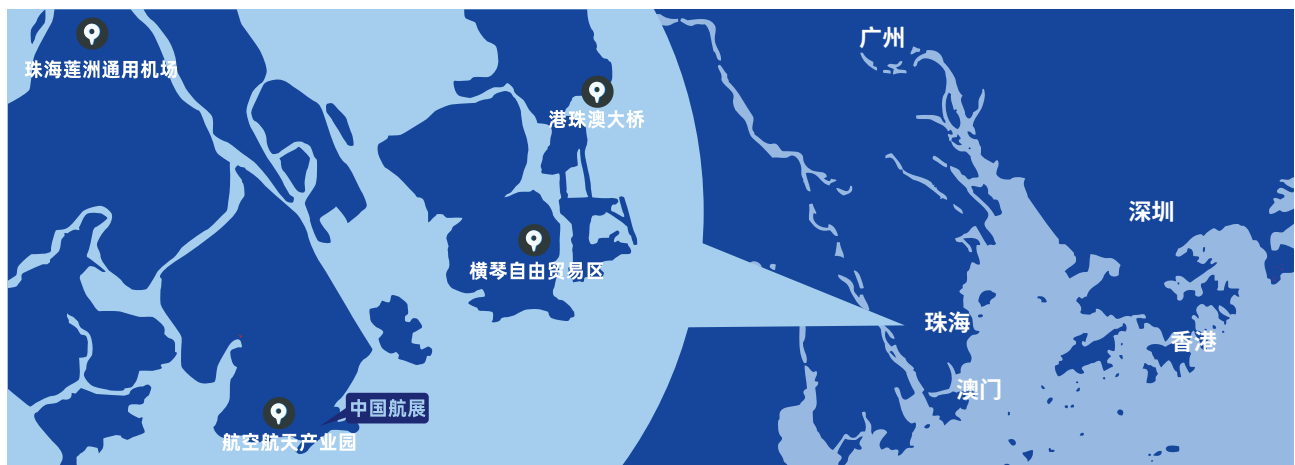 广州
珠海莲洲通用机场
港珠澳大桥
深圳
横琴自由贸易区
珠海
香港
澳门
中国航展
航空航天产业园